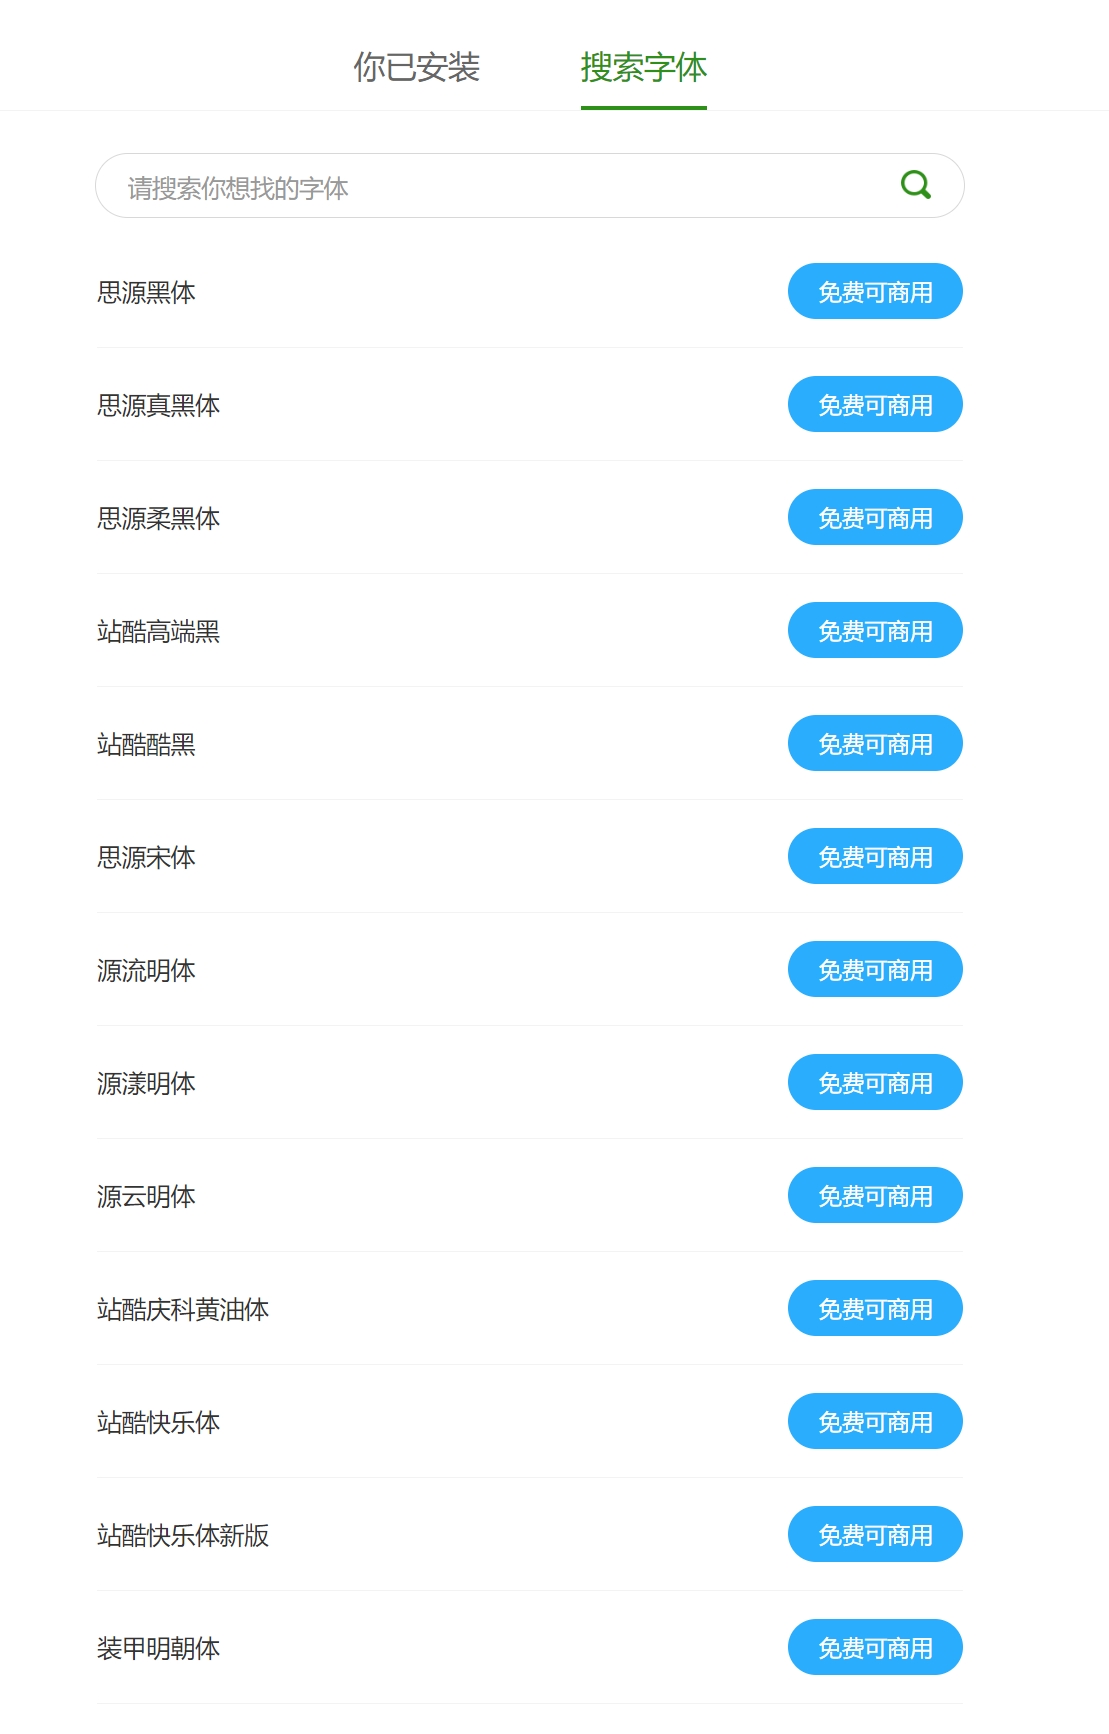 你已安装 搜索字体
请搜索你想找的字体
思源黑体 免费可商用
思源真黑体 免费可商用
思源柔黑体 免费可商用
站酷高端黑 免费可商用
站酷酷黑 免费可商用
思源宋体 免费可商用
源流明体 免费可商用
源漾明体 免费可商用
源云明体 免费可商用
站酷庆科黄油体 免费可商用
站酷快乐体 免费可商用
站酷快乐体新版 免费可商用
装甲明朝体 免费可商用